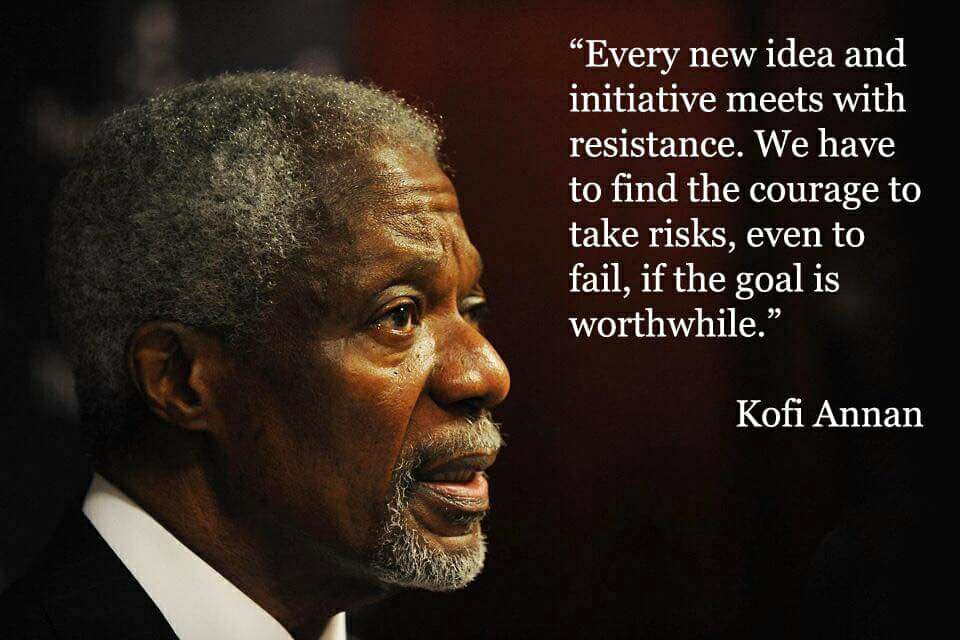 “Every new idea and
initiative meets with
resistance. We have
to find the courage to
take risks, even to
fail, if the goal is
worthwhile.”
Kofi Annan